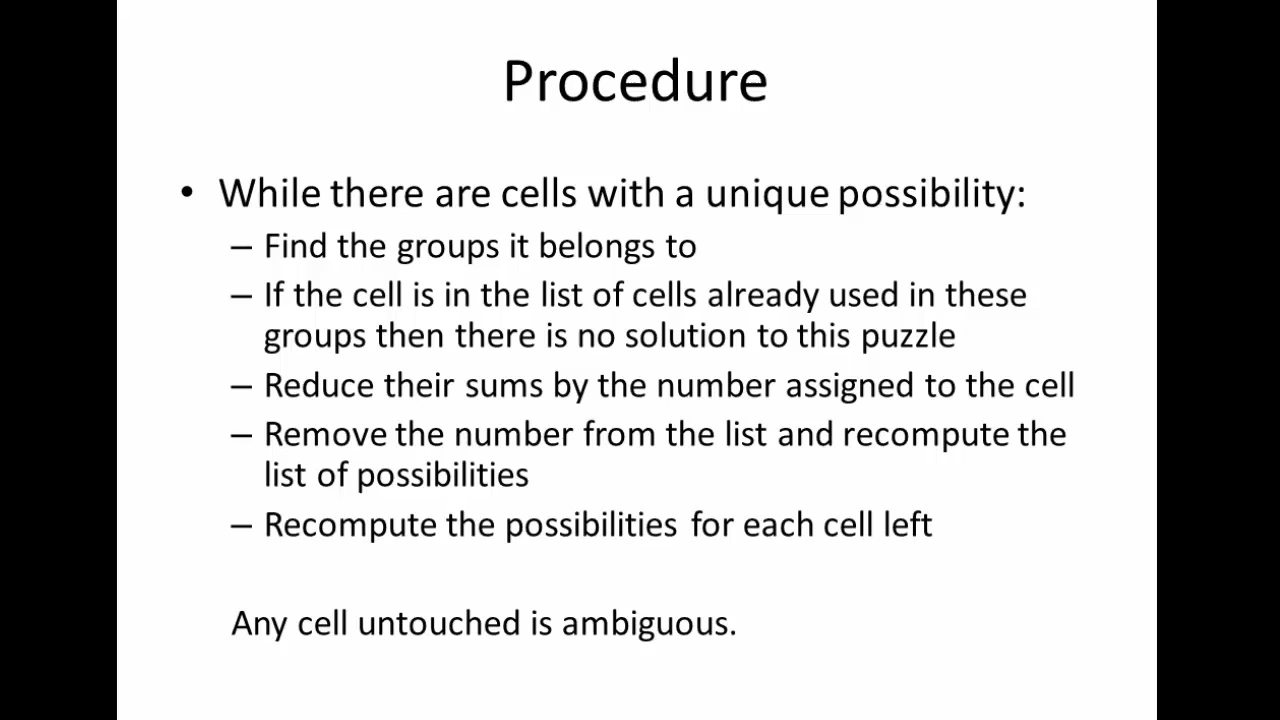 Procedure
• While there are cells with a unique possibility:
– Find the groups it belongs to
– If the cell is in the list of cells already used in these
groups then there is no solution to this puzzle
– Reduce their sums by the number assigned to the cell
– Remove the number from the list and recompute the
list of possibilities
– Recompute the possibilities for each cell left
Any cell untouched is ambiguous.